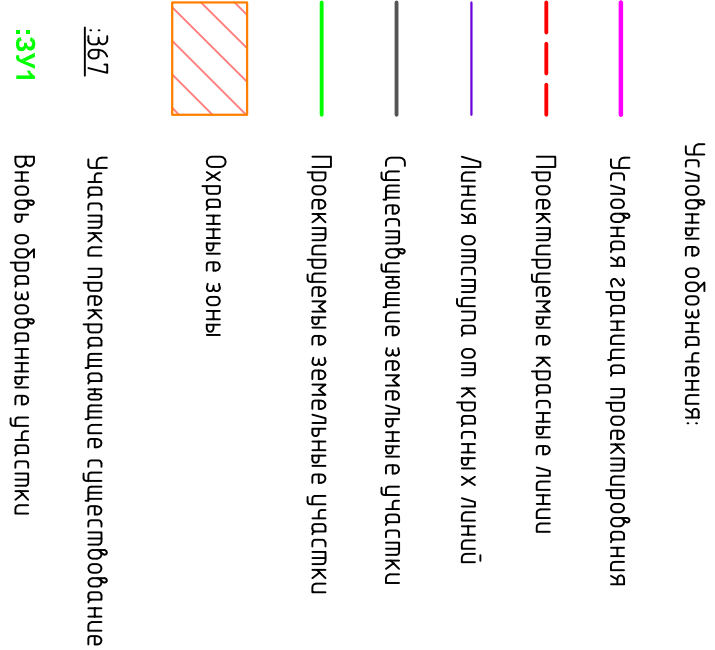 Условные обозначения:
Условная граница проектирования
Проектируемые красные линии
Линия отступа от красных линий
Существующие земельные участки
Проектируемые земельные участки
Охранные зоны
:367 Участки прекращающие существование
:ЗУ1 Вновь образованные участки